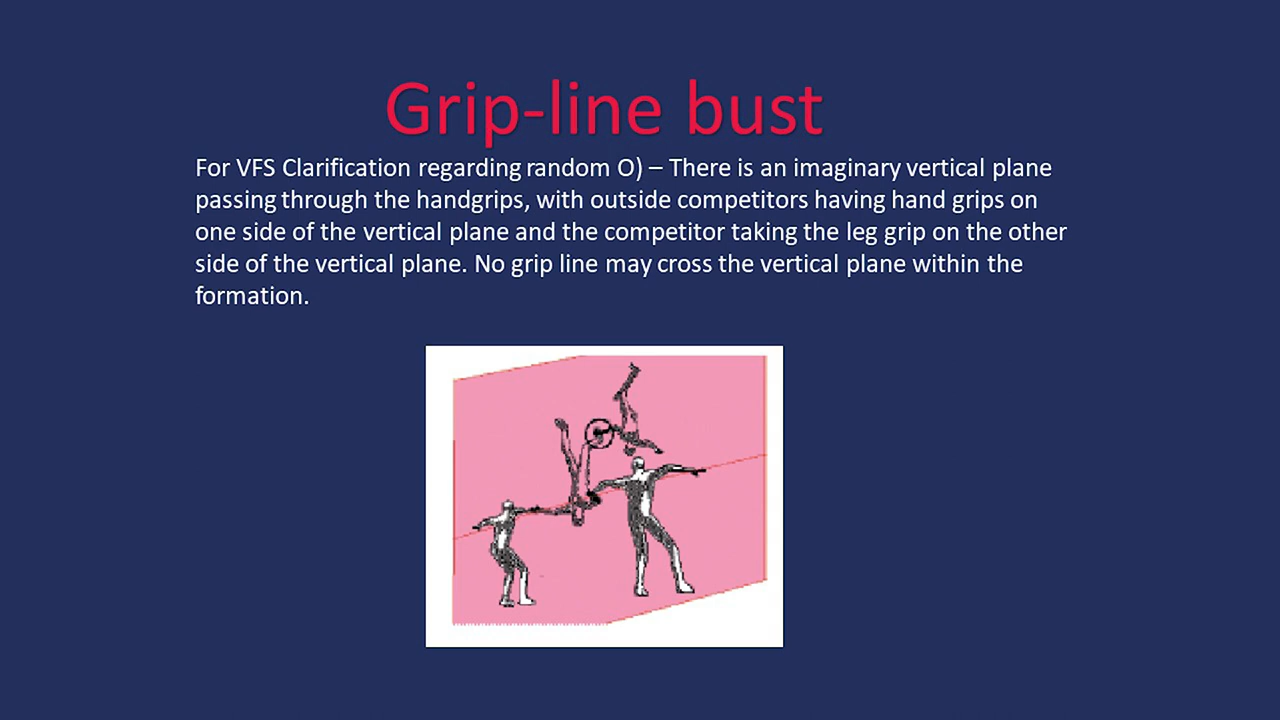 Grip-line bust
For VFS Clarification regarding random O) – There is an imaginary vertical plane
passing through the handgrips, with outside competitors having hand grips on
one side of the vertical plane and the competitor taking the leg grip on the other
side of the vertical plane. No grip line may cross the vertical plane within the
formation.